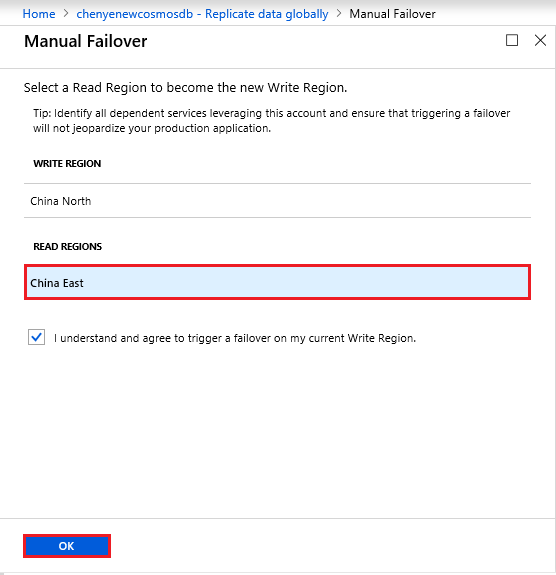 Home > chenyenewcosmosdb - Replicate data globally > Manual Failover
Manual Failover
Select a Read Region to become the new Write Region.
Tip: Identify all dependent services leveraging this account and ensure that triggering a failover
will not jeopardize your production application.
WRITE REGION
China North
READ REGIONS
China East
I understand and agree to trigger a failover on my current Write Region.
OK